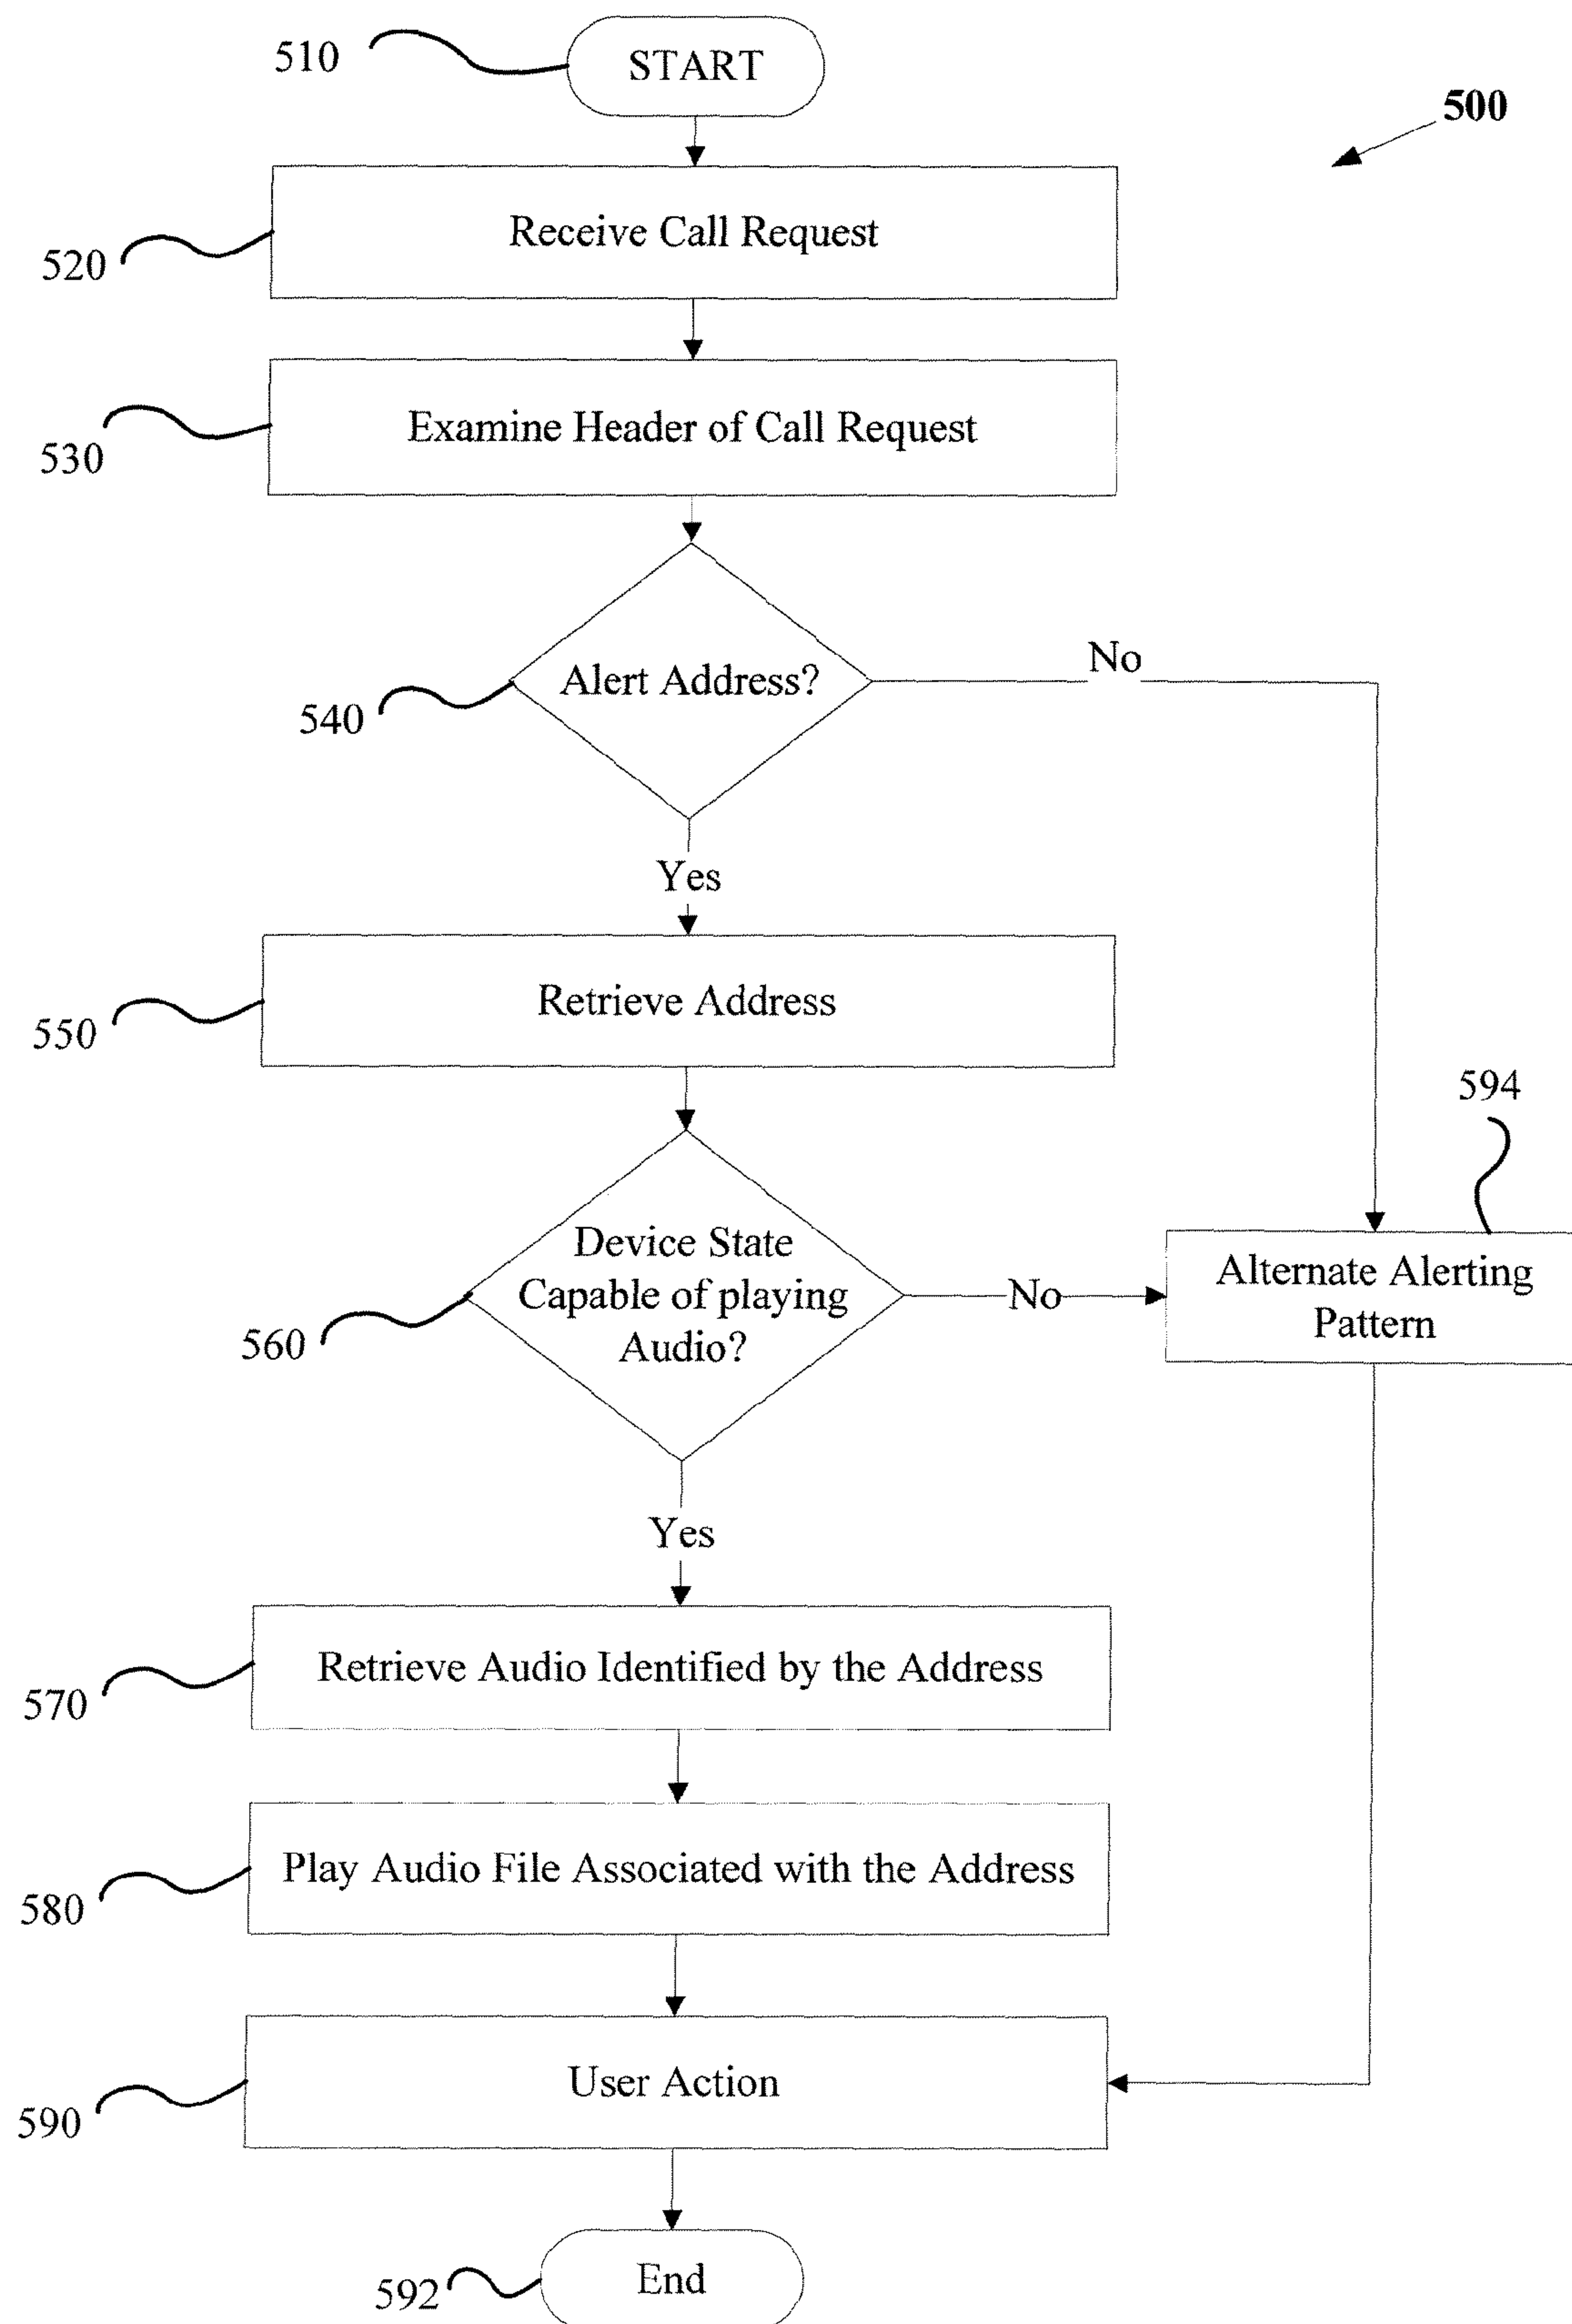 510
START
500
520
Receive Call Request
530
Examine Header of Call Request
540
Alert Address?
No
Yes
550
Retrieve Address
594
560
Device State
Capable of playing
Audio?
No
Alternate Alerting
Pattern
Yes
570
Retrieve Audio Identified by the Address
580
Play Audio File Associated with the Address
590
User Action
592
End